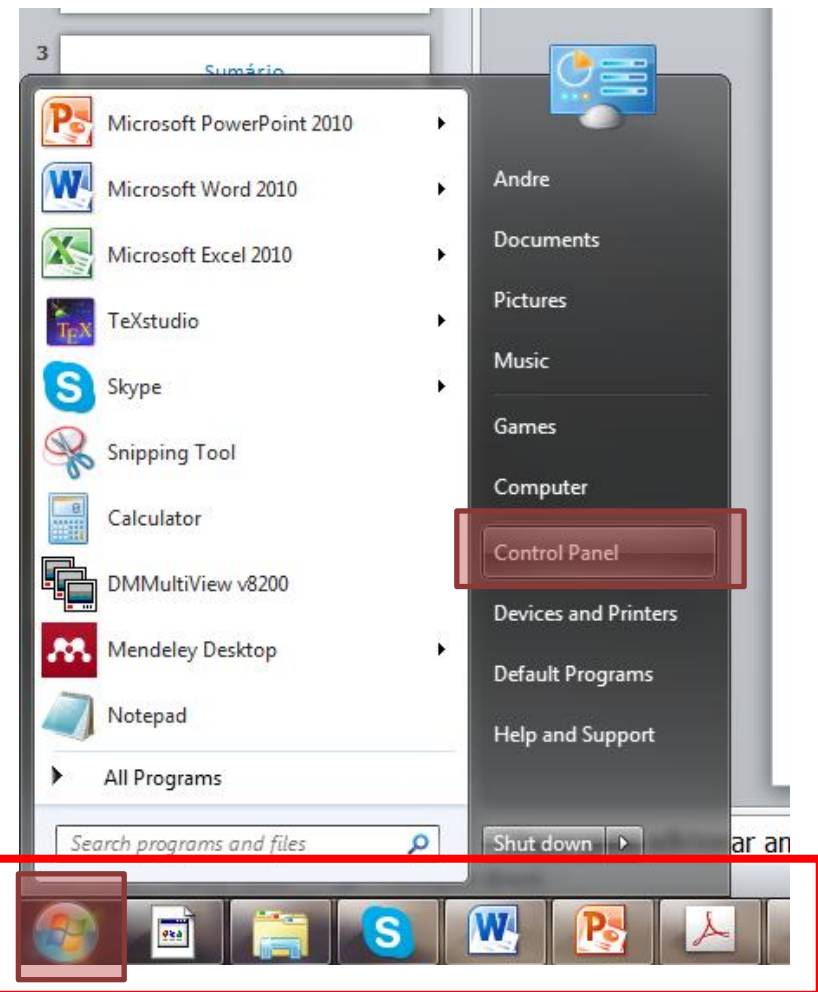 3
Sumário
Microsoft PowerPoint 2010
Microsoft Word 2010
Microsoft Excel 2010
TeXstudio
Skype
Snipping Tool
Calculator
DMMultiView v8200
Mendeley Desktop
Notepad
All Programs
Search programs and files
Andre
Documents
Pictures
Music
Games
Computer
Control Panel
Devices and Printers
Default Programs
Help and Support
Shut down
ar an